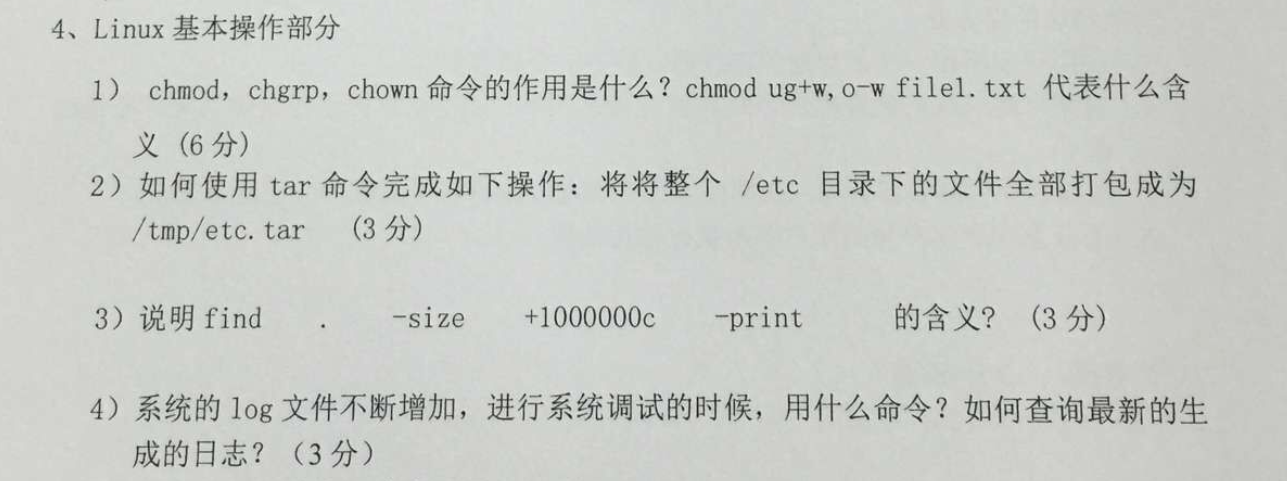 4、Linux 基本操作部分
1） chmod，chgrp，chown 命令的作用是什么？chmod ug+w,o-w file1.txt 代表什么含
义（6 分）
2）如何使用 tar 命令完成如下操作：将将整个 /etc 目录下的文件全部打包成为
/tmp/etc.tar （3 分）
3）说明 find . -size +1000000c -print 的含义？（3 分）
4）系统的 log 文件不断增加，进行系统调试的时候，用什么命令？如何查询最新的生
成的日志？（3 分）